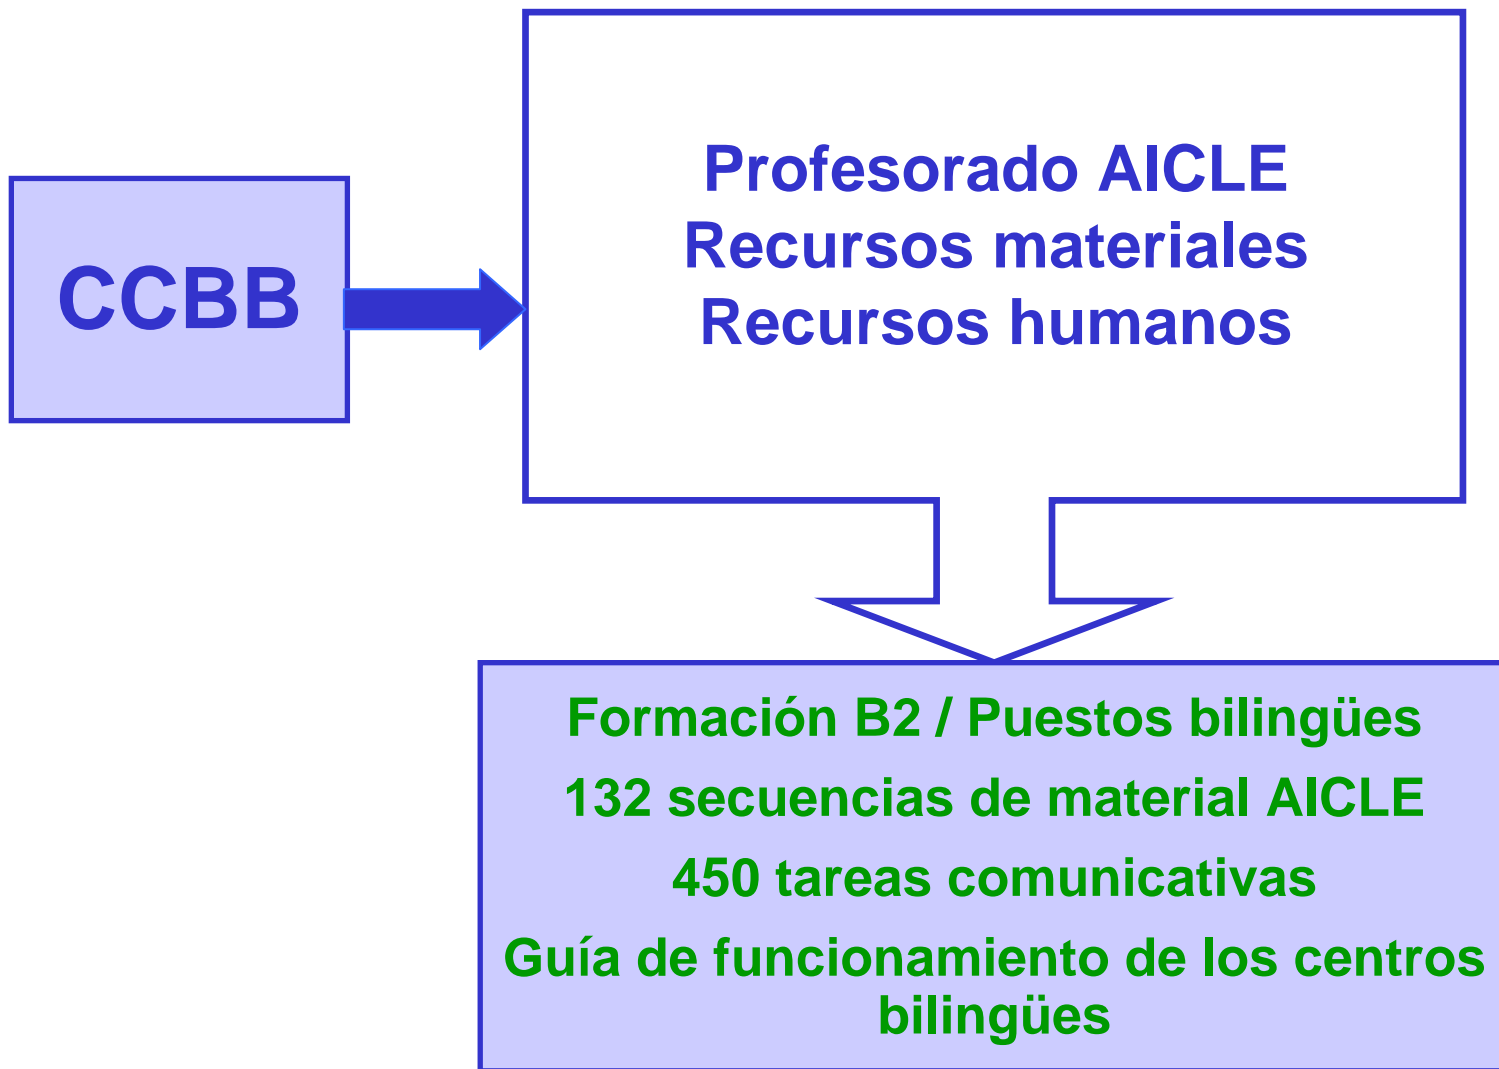 CCBB
Profesorado AICLE
Recursos materiales
Recursos humanos
Formación B2 / Puestos bilingües
132 secuencias de material AICLE
450 tareas comunicativas
Guía de funcionamiento de los centros
bilingües